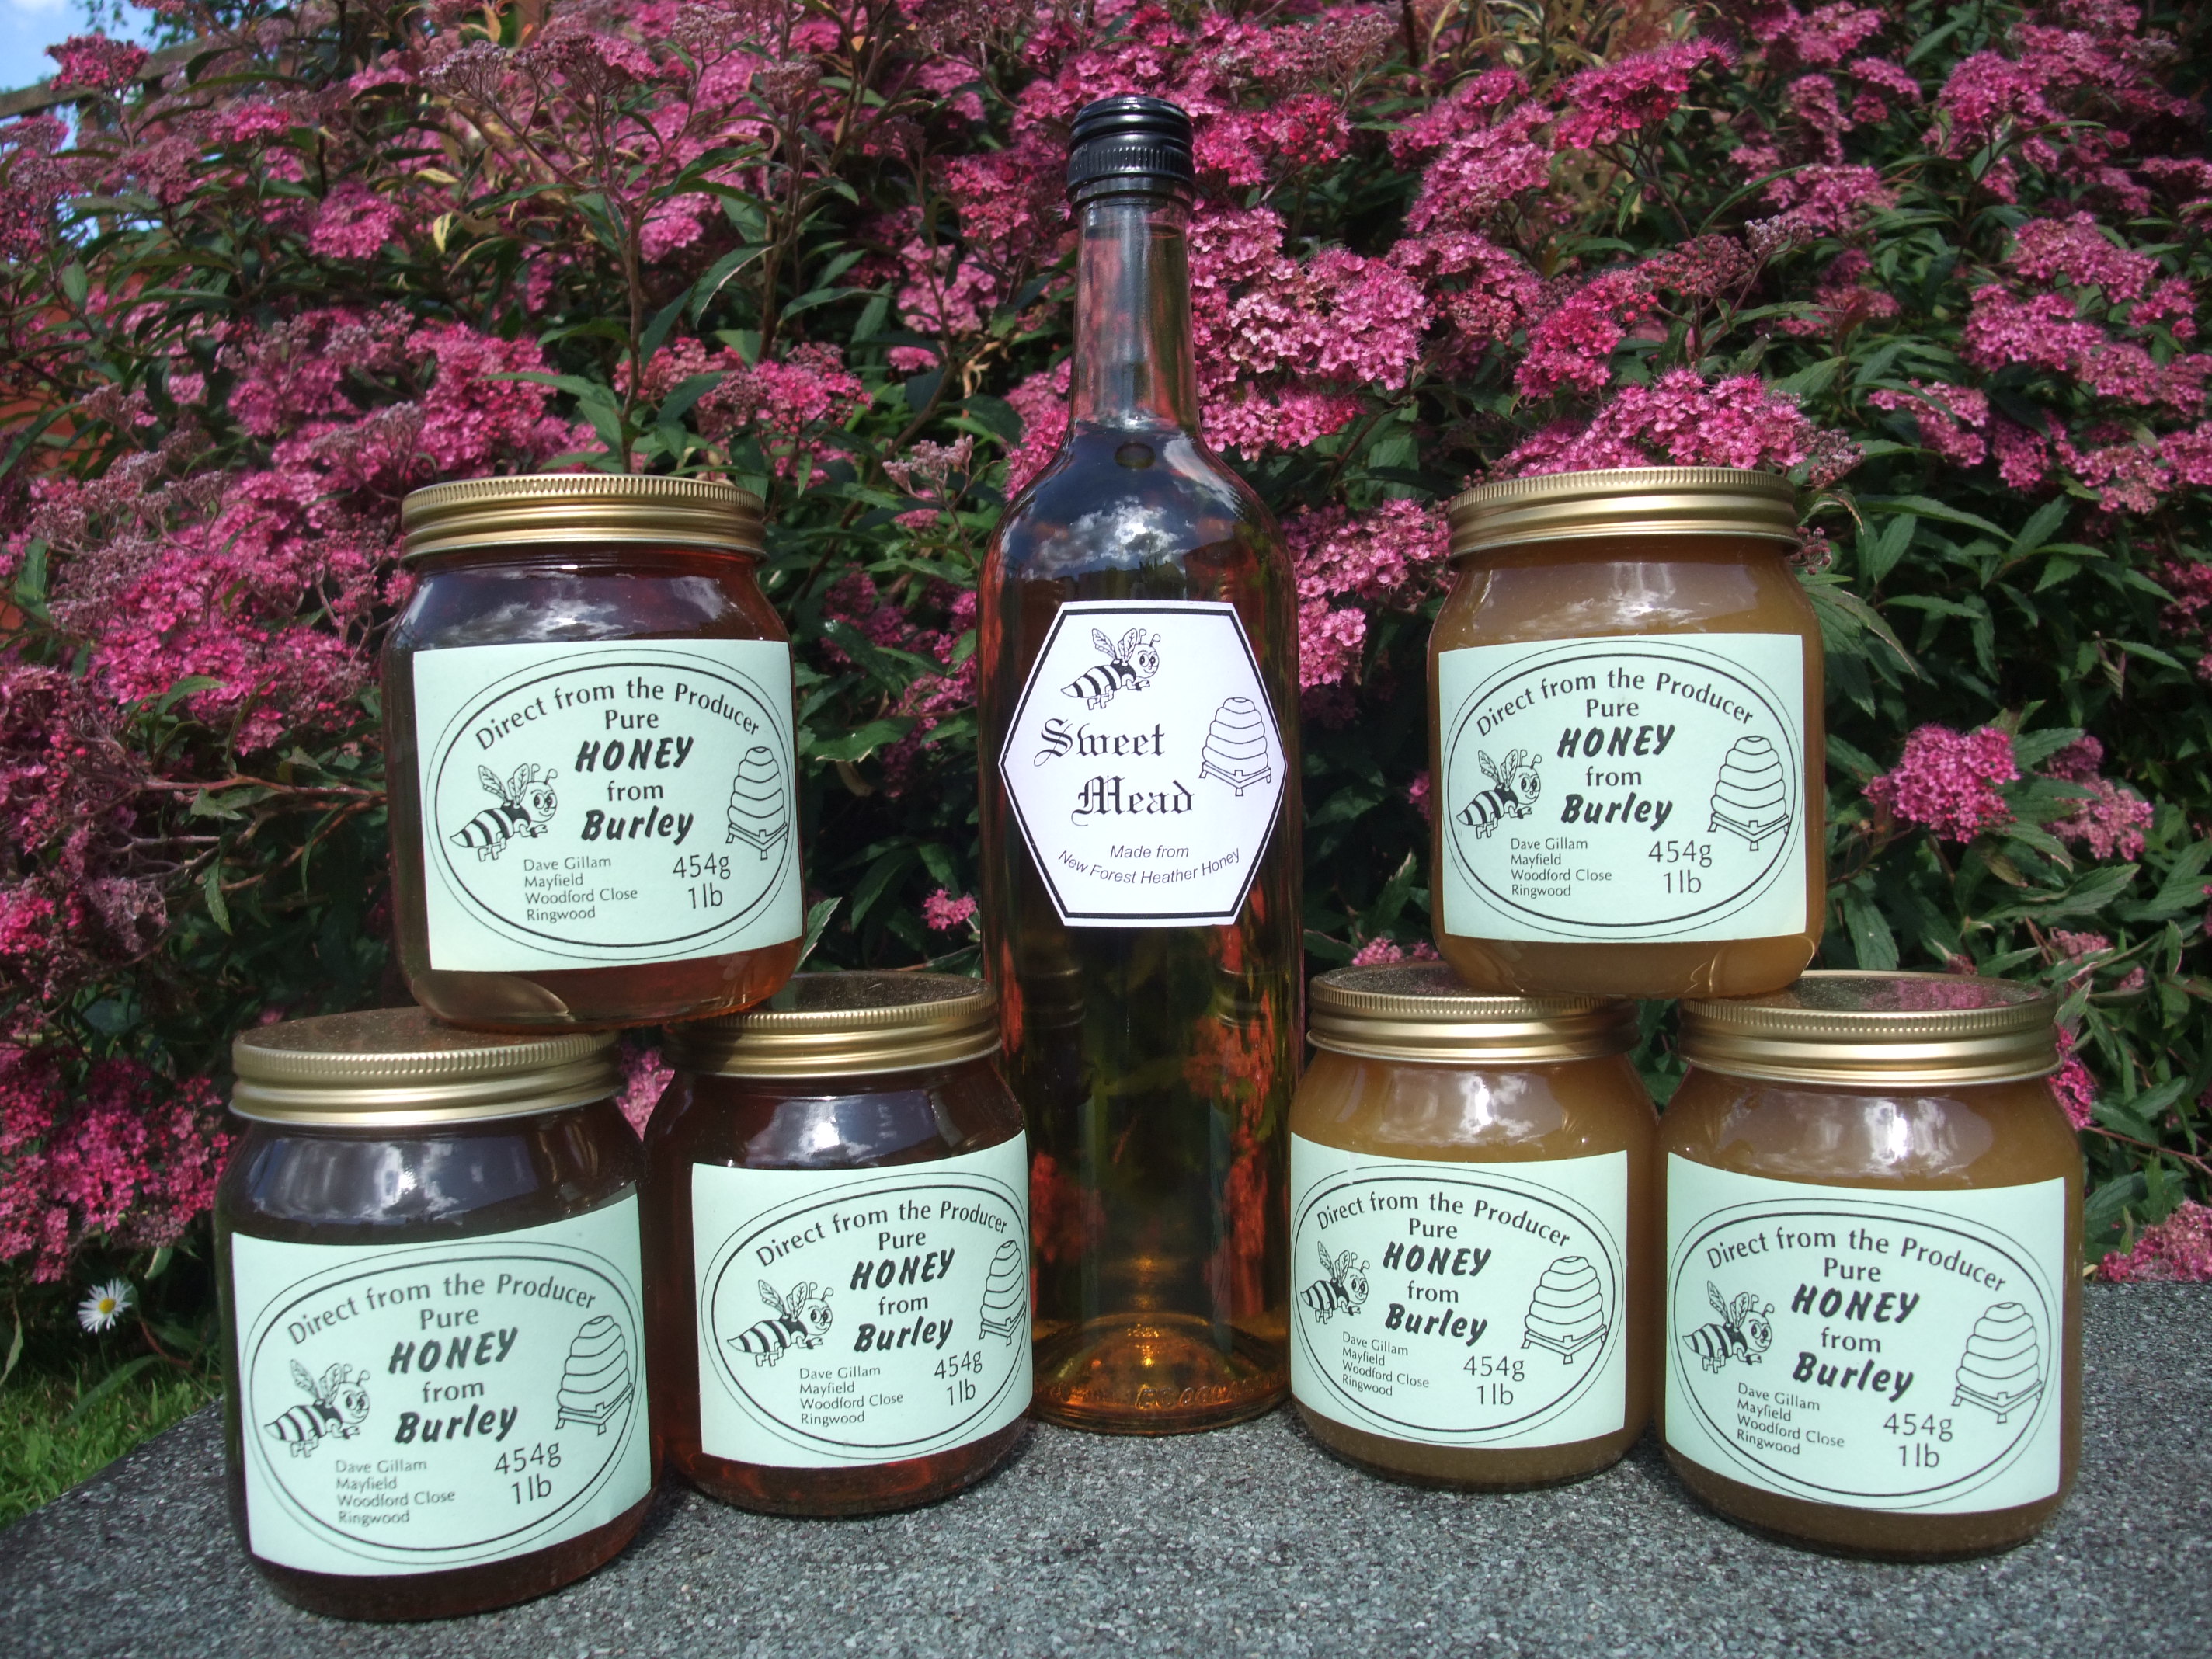 Direct from the Producer
Pure
HONEY
from
Burley
Dave Gillam
Mayfield
Woodford Close
Ringwood
454g
1lb
Sweet
Mead
Made from
New Forest Heather Honey
Direct from the Producer
Pure
HONEY
from
Burley
Dave Gillam
Mayfield
Woodford Close
Ringwood
454g
1lb
Direct from the Producer
Pure
HONEY
from
Burley
Dave Gillam
Mayfield
Woodford Close
Ringwood
454g
1lb
Direct from the Producer
Pure
HONEY
from
Burley
Dave Gillam
Mayfield
Woodford Close
Ringwood
454g
1lb
Direct from the Producer
Pure
HONEY
from
Burley
Dave Gillam
Mayfield
Woodford Close
Ringwood
454g
1lb
Direct from the Producer
Pure
HONEY
from
Burley
Dave Gillam
Mayfield
Woodford Close
Ringwood
454g
1lb